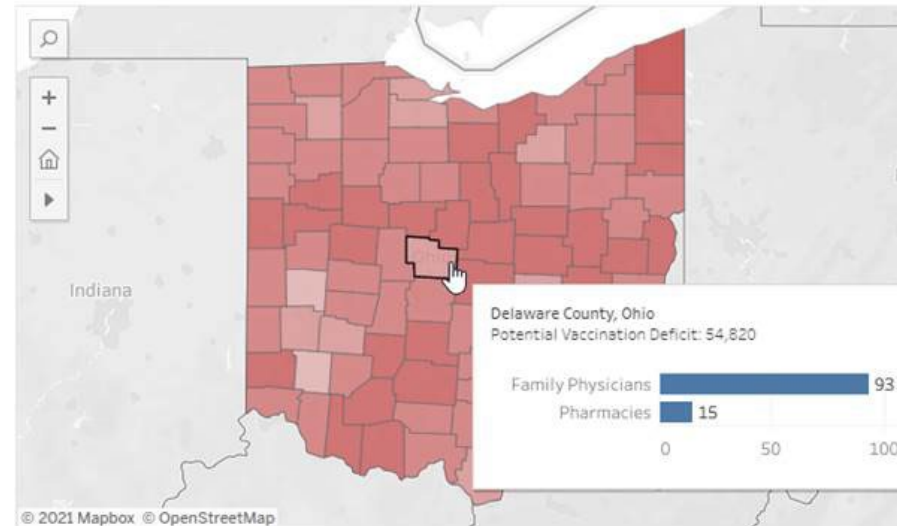 Indiana
Ohio
Delaware County, Ohio
Potential Vaccination Deficit: 54,820
Family Physicians 93
Pharmacies 15
0 50 100
© 2021 Mapbox © OpenStreetMap